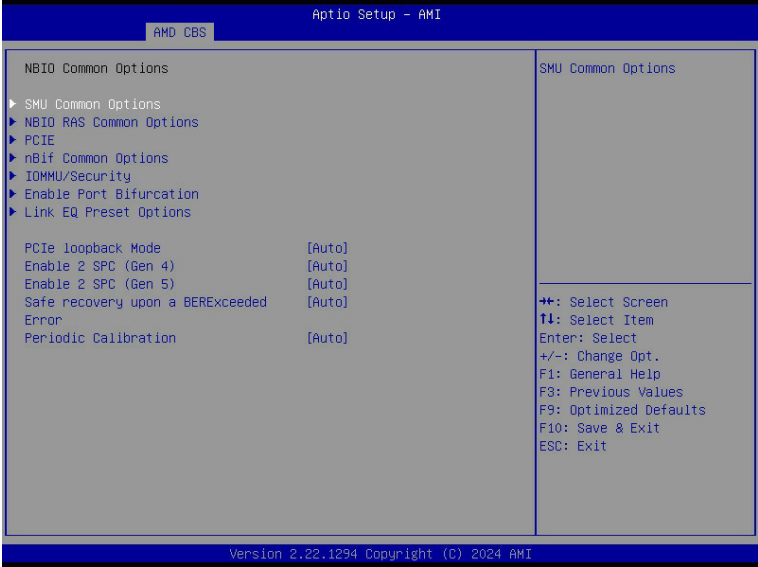 Aptio Setup - AMI
AMD CBS
NBIO Common Options
SMU Common Options
NBIO RAS Common Options
PCIE
nBif Common Options
IOMMU/Security
Enable Port Bifurcation
Link EQ Preset Options
PCIe loopback Mode [Auto]
Enable 2 SPC (Gen 4) [Auto]
Enable 2 SPC (Gen 5) [Auto]
Safe recovery upon a BERExceeded [Auto]
Error
Periodic Calibration [Auto]
SMU Common Options
→←: Select Screen
↑↓: Select Item
Enter: Select
+/-: Change Opt.
F1: General Help
F3: Previous Values
F9: Optimized Defaults
F10: Save & Exit
ESC: Exit
Version 2.22.1294 Copyright (C) 2024 AMI